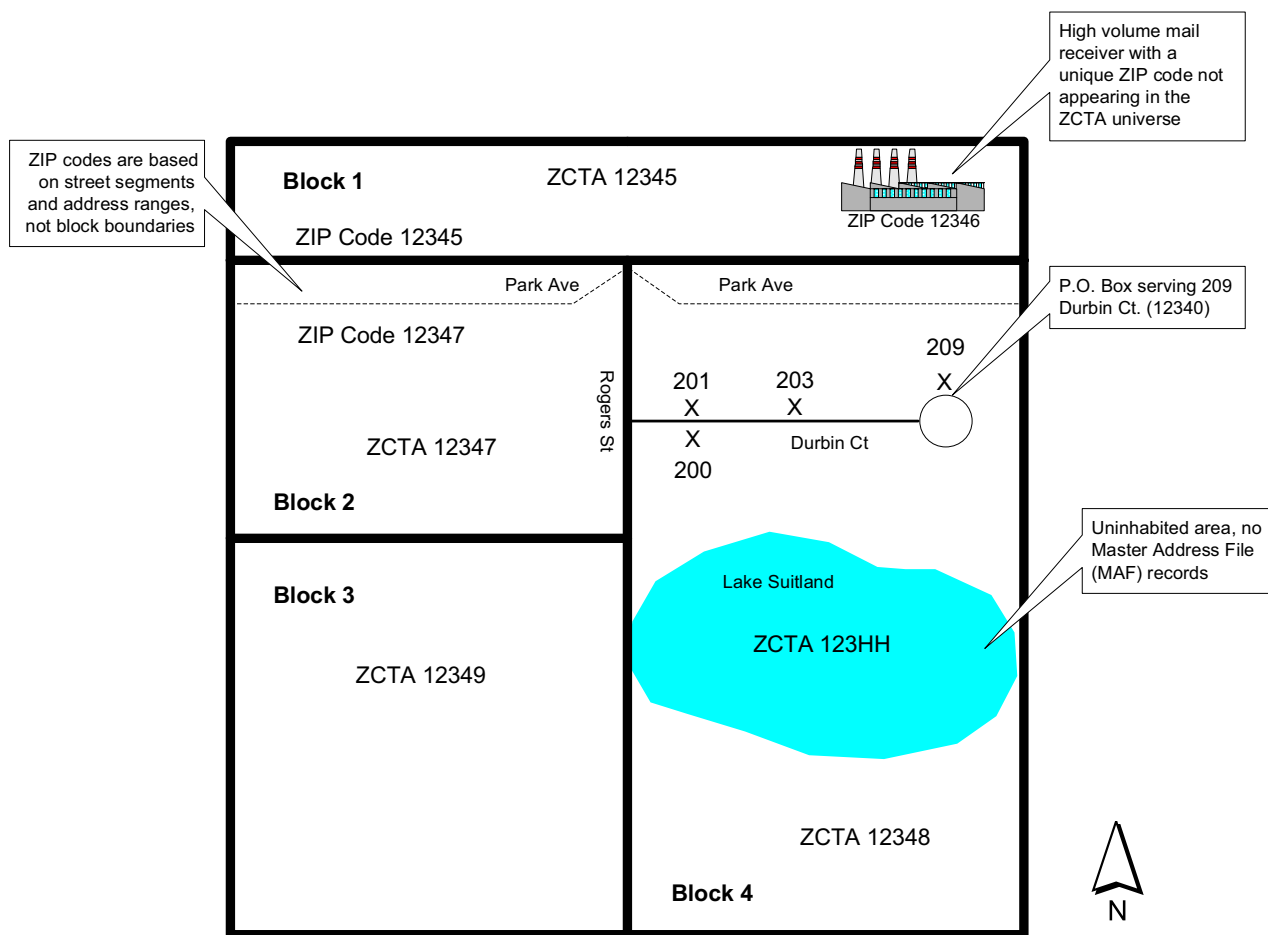 High volume mail
receiver with a
unique ZIP code not
appearing in the
ZCTA universe
ZIP codes are based
on street segments
and address ranges,
not block boundaries
Block 1
ZCTA 12345
ZIP Code 12346
ZIP Code 12345
Park Ave
Park Ave
P.O. Box serving 209
Durbin Ct. (12340)
ZIP Code 12347
209
X
201
X
203
X
Rogers St
X
200
Durbin Ct
ZCTA 12347
Block 2
Uninhabited area, no
Master Address File
(MAF) records
Block 3
Lake Suitland
ZCTA 123HH
ZCTA 12349
ZCTA 12348
Block 4
N